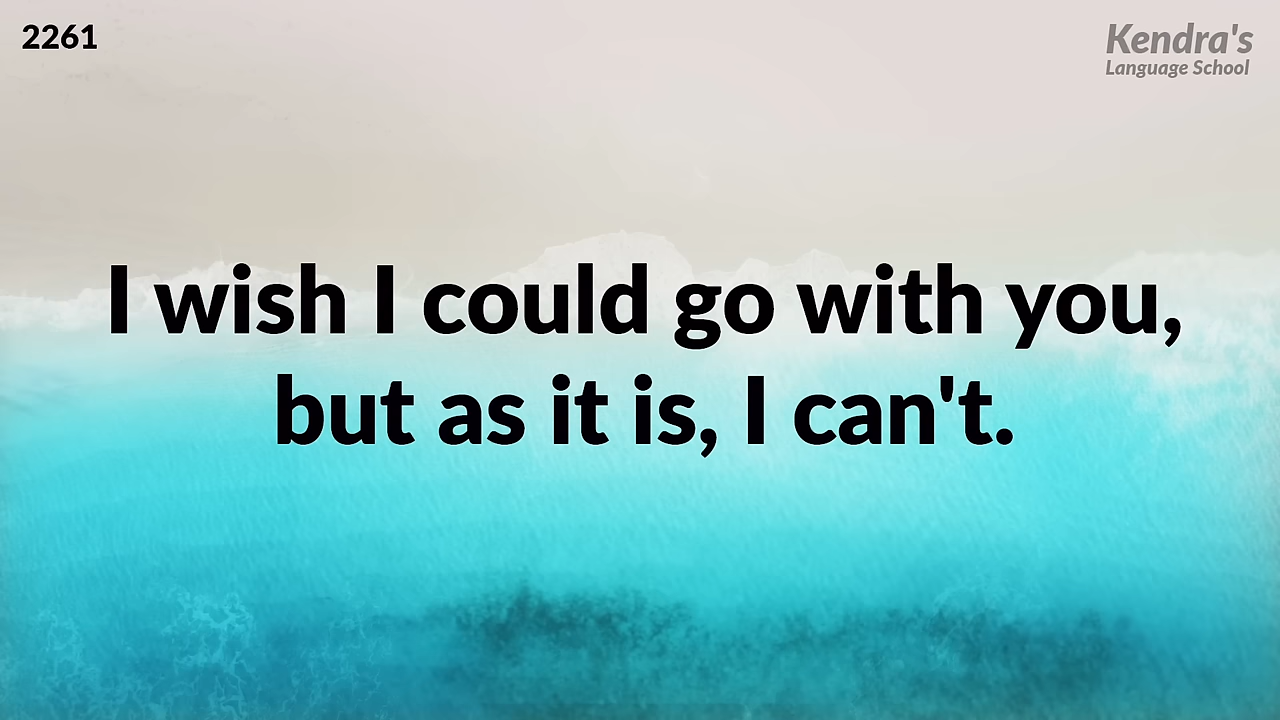 2261
Kendra's
Language School
I wish I could go with you,
but as it is, I can't.